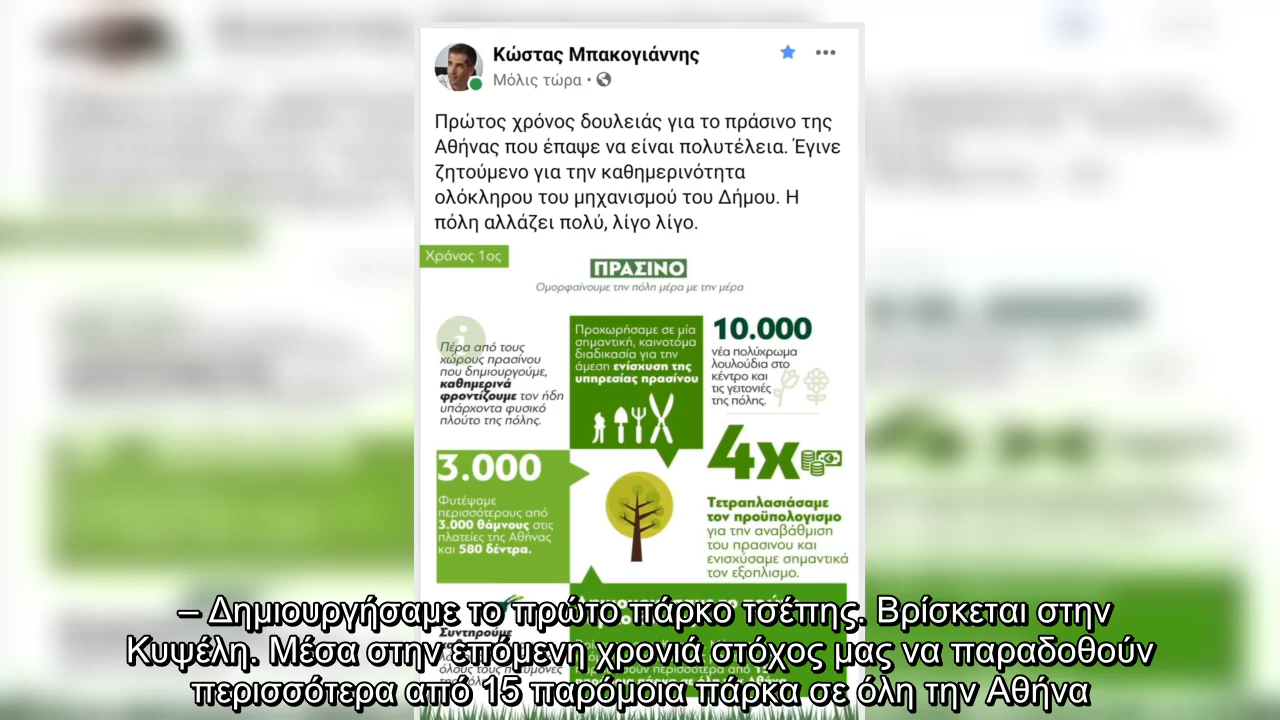 Κώστας Μπακογιάννης
Μόλις τώρα •
Πρώτος χρόνος δουλειάς για το πράσινο της
Αθήνας που έπαψε να είναι πολυτέλεια. Έγινε
ζητούμενο για την καθημερινότητα
ολόκληρου του μηχανισμού του Δήμου. Η
πόλη αλλάζει πολύ, λίγο λίγο.
Χρόνος 1ος
ΠΡΑΣΙΝΟ
Ομορφαίνουμε την πόλη μέρα με την μέρα
i
Πέρα από τους
χώρους πρασίνου
που δημιουργούμε,
καθημερινά
φροντίζουμε τον ήδη
υπάρχοντα φυσικό
πλούτο της πόλης.
Προχωρήσαμε σε μία
σημαντική, καινοτόμα
διαδικασία για την
άμεση ενίσχυση της
υπηρεσίας πρασίνου
10.000
νέα πολύχρωμα
λουλούδια στο
κέντρο και
τις γειτονιές
της πόλης.
3.000
Φυτέψαμε
περισσότερους από
3.000 θάμνους στις
πλατείες της Αθήνας
και 580 δέντρα.
4x
Τετραπλασιάσαμε
τον προϋπολογισμο
για την αναβάθμιση
του πρασινου και
ενισχύσαμε σημαντικά
τον εξοπλισμο.
Συντηρούμε
– Δημιουργήσαμε το πρώτο πάρκο τσέπης. Βρίσκεται στην
Κυψέλη. Μέσα στην επόμενη χρονιά στόχος μας να παραδοθούν
περισσότερα από 15 παρόμοια πάρκα σε όλη την Αθήνα